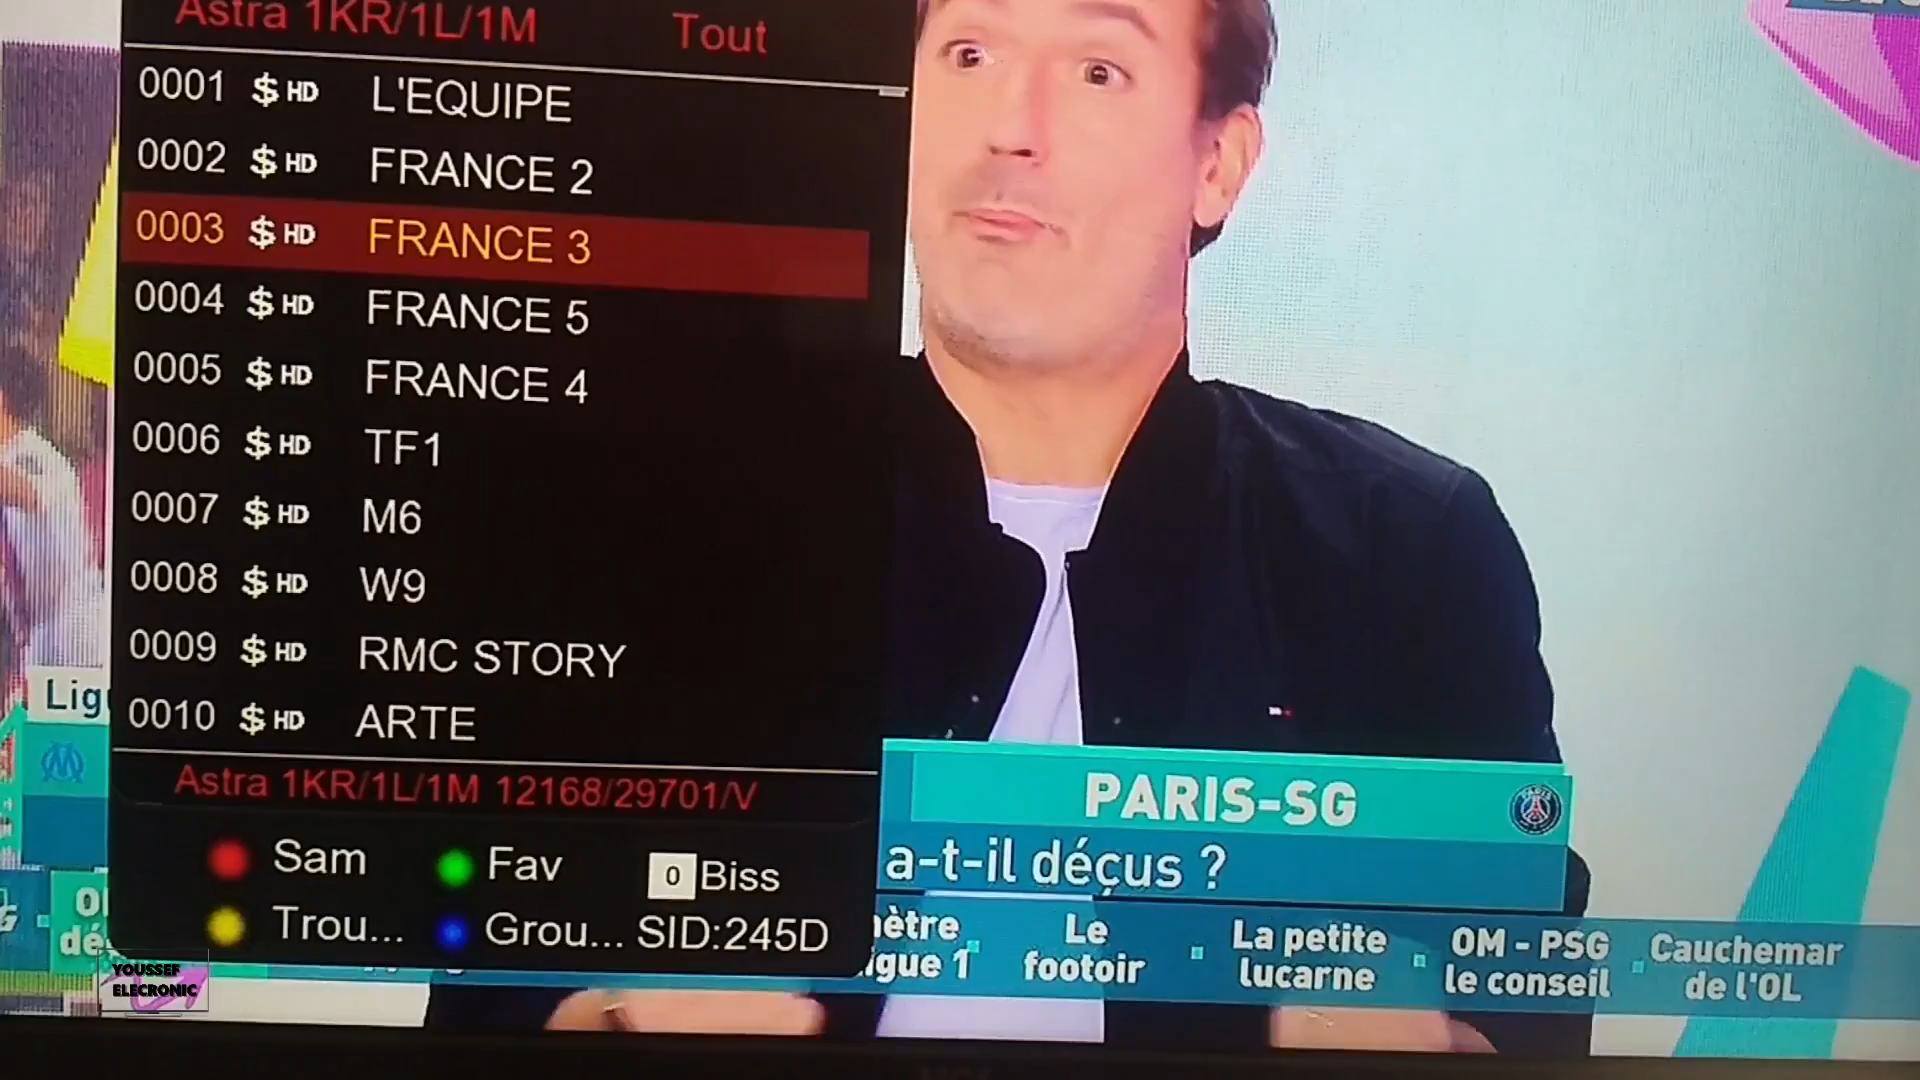 Astra 1KR/1L/1M Tout
0001 $ HD L'EQUIPE
0002 $ HD FRANCE 2
0003 $ HD FRANCE 3
0004 $ HD FRANCE 5
0005 $ HD FRANCE 4
0006 $ HD TF1
0007 $ HD M6
0008 $ HD W9
0009 $ HD RMC STORY
0010 $ HD ARTE
Astra 1KR/1L/1M 12168/29701/V
Sam Fav 0 Biss
Trou... Grou... SID:245D
Lig
PARIS-SG
PARIS
a-t-il déçus ?
Le
footoir
La petite
lucarne
OM - PSG
le conseil
Cauchemar
de l'OL
YOUSSEF
ELECRONIC